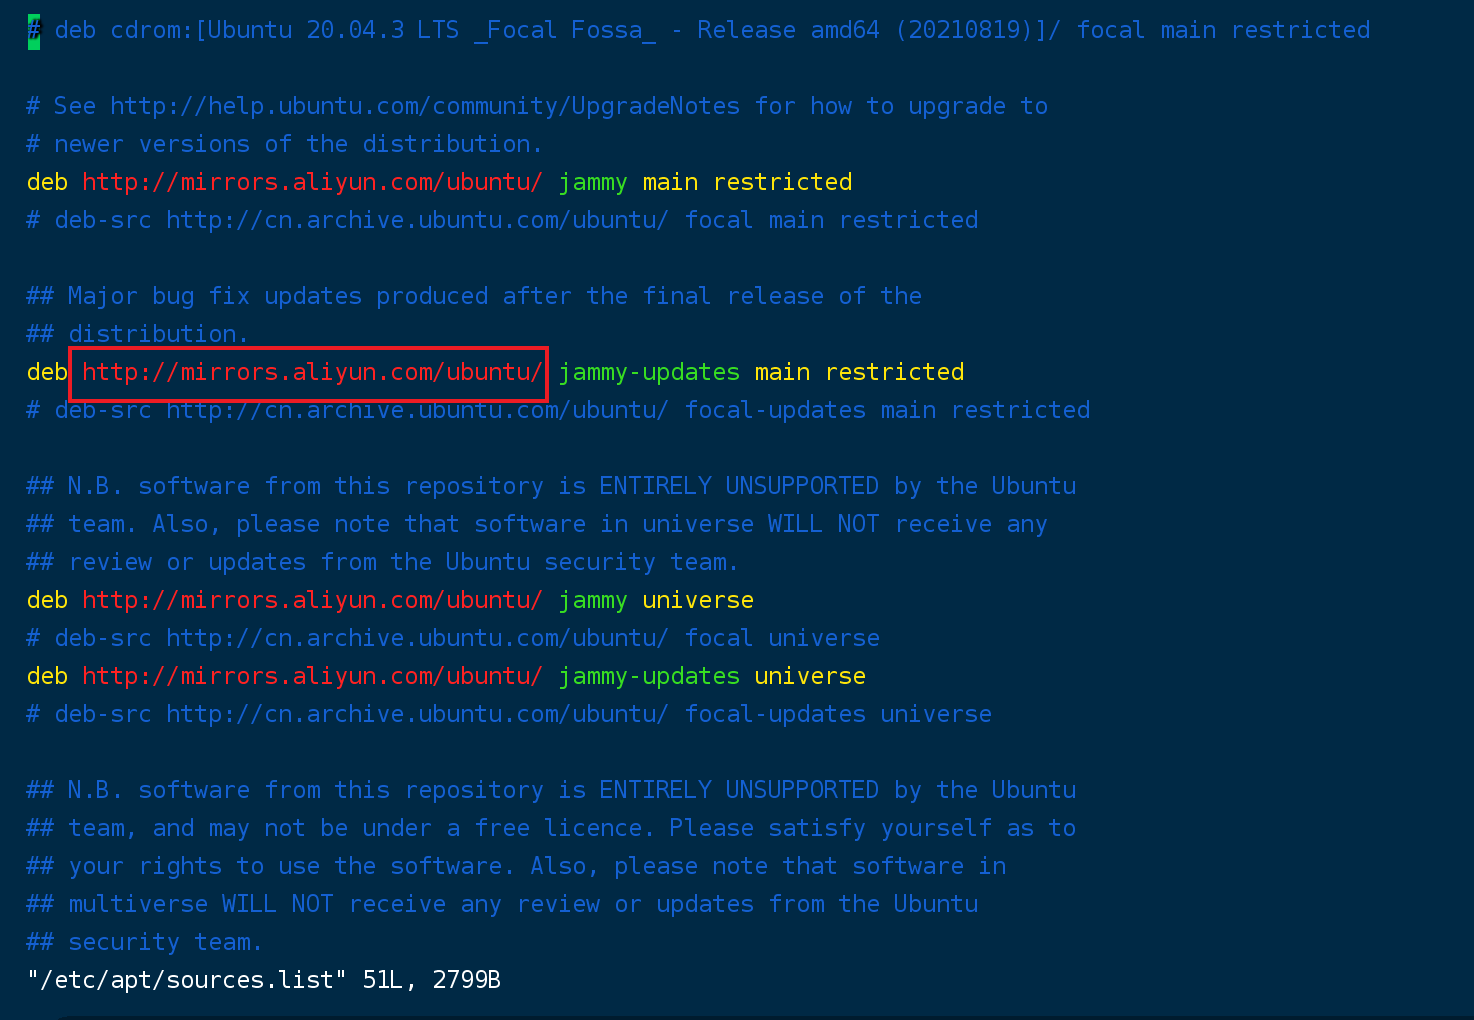 # deb cdrom:[Ubuntu 20.04.3 LTS _Focal Fossa_ - Release amd64 (20210819)]/ focal main restricted
# See http://help.ubuntu.com/community/UpgradeNotes for how to upgrade to
# newer versions of the distribution.
deb http://mirrors.aliyun.com/ubuntu/ jammy main restricted
# deb-src http://cn.archive.ubuntu.com/ubuntu/ focal main restricted
## Major bug fix updates produced after the final release of the
## distribution.
deb http://mirrors.aliyun.com/ubuntu/ jammy-updates main restricted
# deb-src http://cn.archive.ubuntu.com/ubuntu/ focal-updates main restricted
## N.B. software from this repository is ENTIRELY UNSUPPORTED by the Ubuntu
## team. Also, please note that software in universe WILL NOT receive any
## review or updates from the Ubuntu security team.
deb http://mirrors.aliyun.com/ubuntu/ jammy universe
# deb-src http://cn.archive.ubuntu.com/ubuntu/ focal universe
deb http://mirrors.aliyun.com/ubuntu/ jammy-updates universe
# deb-src http://cn.archive.ubuntu.com/ubuntu/ focal-updates universe
## N.B. software from this repository is ENTIRELY UNSUPPORTED by the Ubuntu
## team, and may not be under a free licence. Please satisfy yourself as to
## your rights to use the software. Also, please note that software in
## multiverse WILL NOT receive any review or updates from the Ubuntu
## security team.
"/etc/apt/sources.list" 51L, 2799B